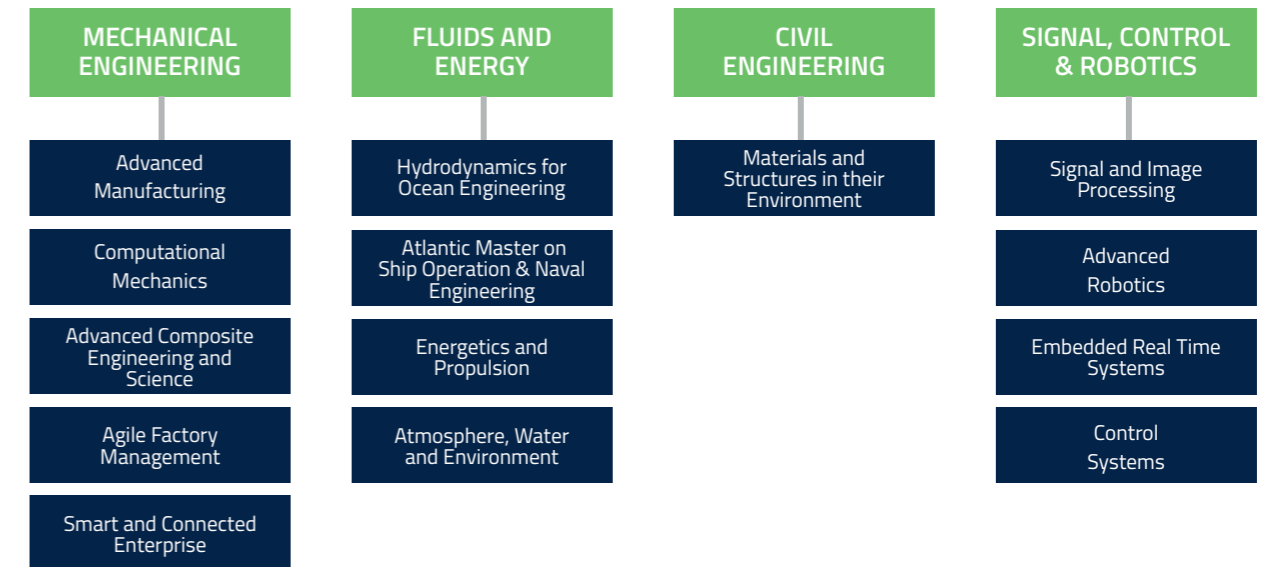 MECHANICAL
ENGINEERING
Advanced
Manufacturing
Computational
Mechanics
Advanced Composite
Engineering and
Science
Agile Factory
Management
Smart and Connected
Enterprise
FLUIDS AND
ENERGY
Hydrodynamics for
Ocean Engineering
Atlantic Master on
Ship Operation & Naval
Engineering
Energetics and
Propulsion
Atmosphere, Water
and Environment
CIVIL
ENGINEERING
Materials and
Structures in their
Environment
SIGNAL, CONTROL
& ROBOTICS
Signal and Image
Processing
Advanced
Robotics
Embedded Real Time
Systems
Control
Systems